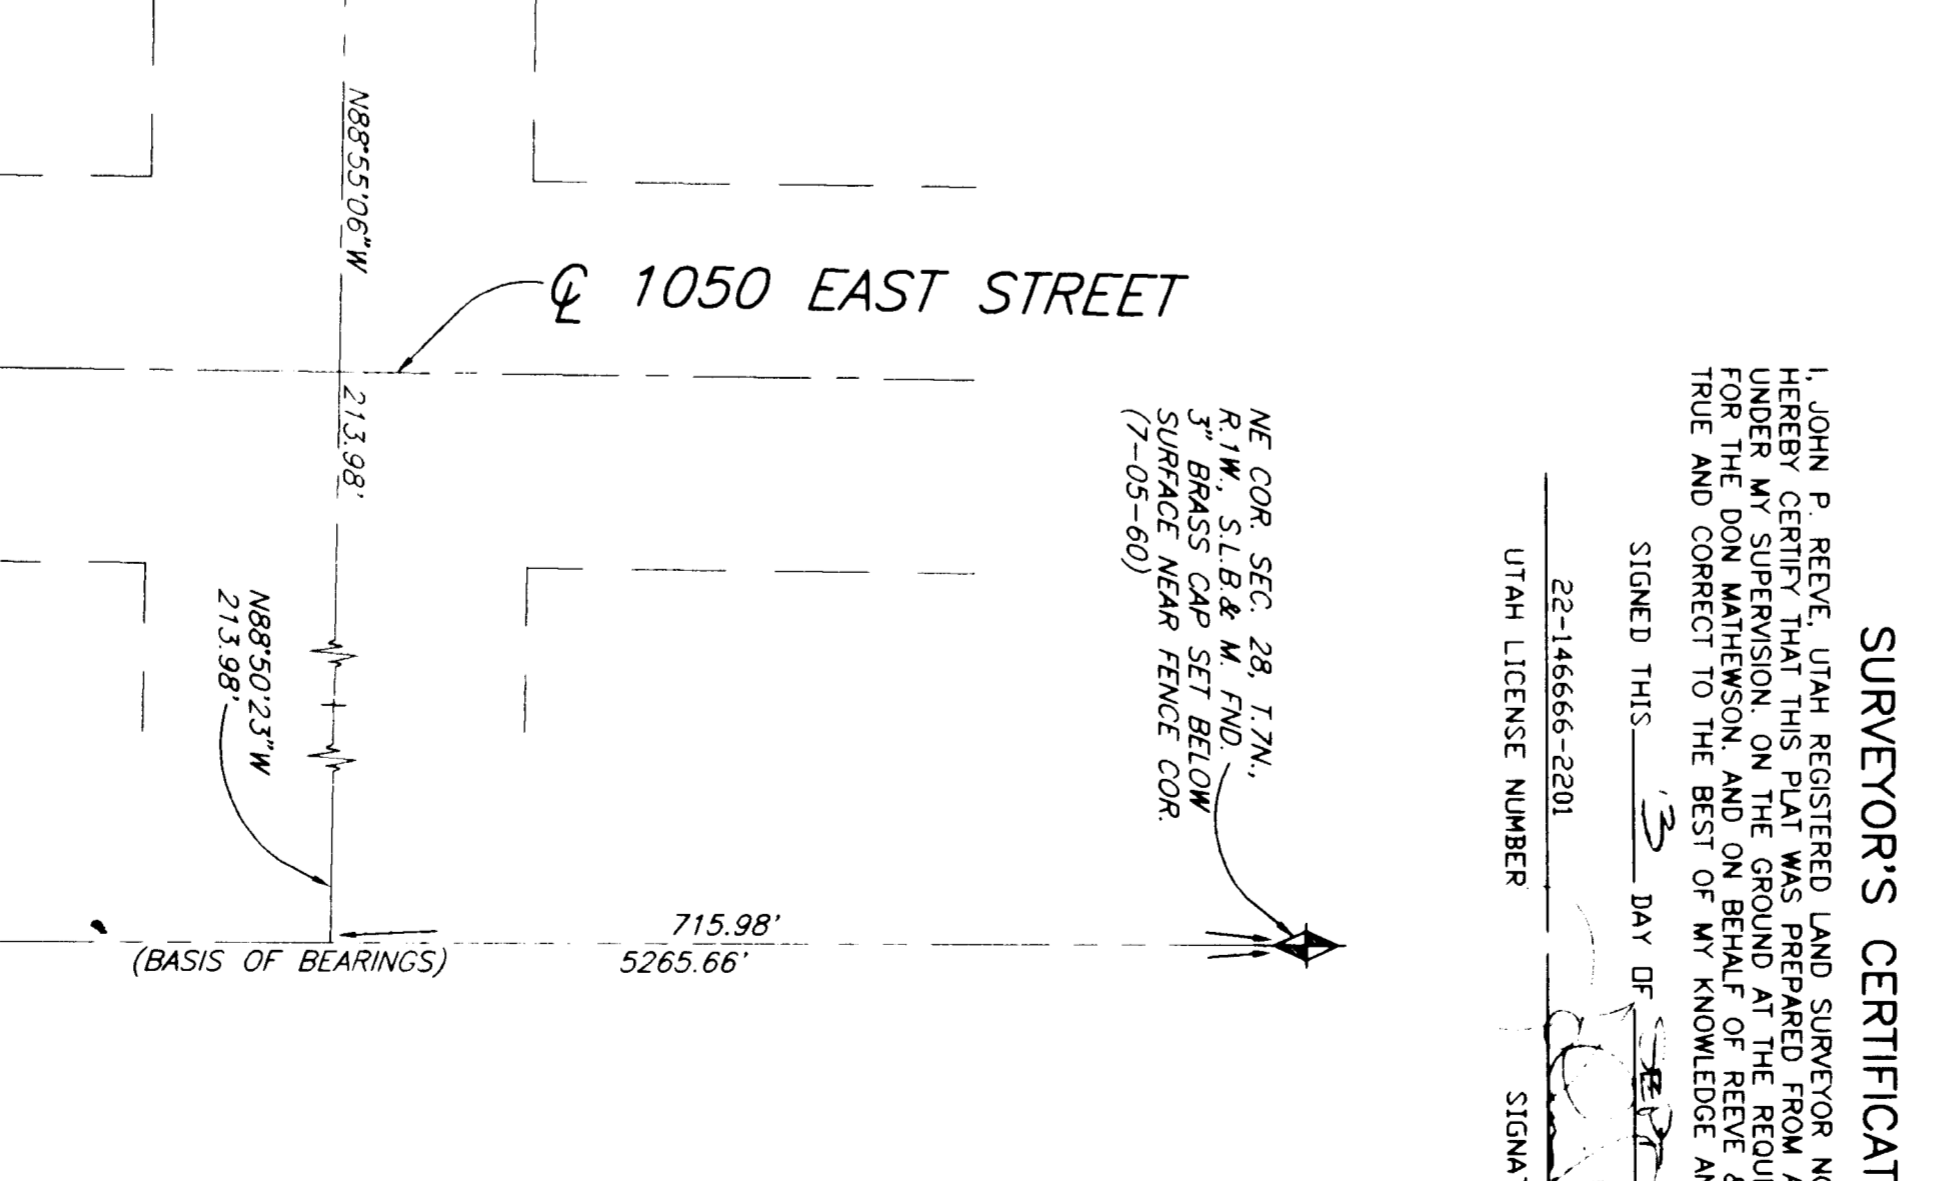 N88°55'06"W
℄ 1050 EAST STREET
213.98'
N88°50'23"W
213.98'
NE COR. SEC. 28, T.7N.,
R.1W., S.L.B.& M. FND.
3" BRASS CAP SET BELOW
SURFACE NEAR FENCE COR.
(7-05-60)
715.98'
(BASIS OF BEARINGS)
5265.66'
SURVEYOR'S CERTIFICAT
I, JOHN P. REEVE, UTAH REGISTERED LAND SURVEYOR NO
HEREBY CERTIFY THAT THIS PLAT WAS PREPARED FROM A
UNDER MY SUPERVISION. ON THE GROUND AT THE REQUE
FOR THE DON MATHEWSON. AND ON BEHALF OF REEVE &
TRUE AND CORRECT TO THE BEST OF MY KNOWLEDGE AN
SIGNED THIS 3 DAY OF SEPT
22-146666-2201
UTAH LICENSE NUMBER
SIGNAT